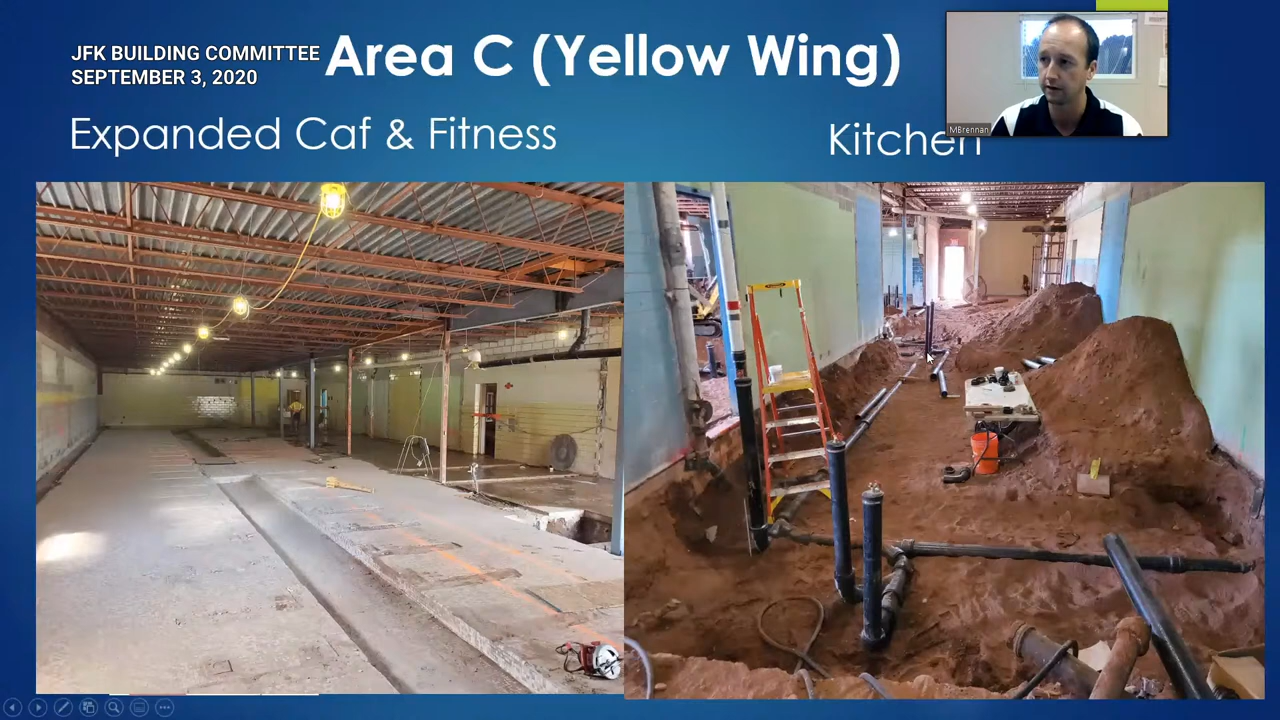 JFK BUILDING COMMITTEE
SEPTEMBER 3, 2020
Area C (Yellow Wing)
MBrennan
Expanded Caf & Fitness
Kitchen